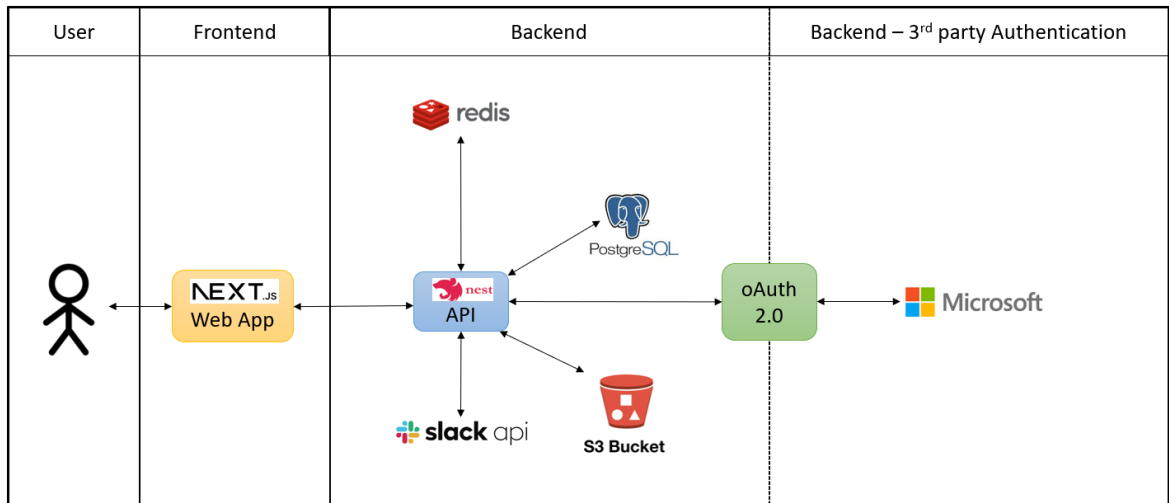 User
Frontend
Backend
Backend – 3rd party Authentication
redis
PostgreSQL
NEXT.JS
Web App
nest
API
oAuth
2.0
Microsoft
slack api
S3 Bucket